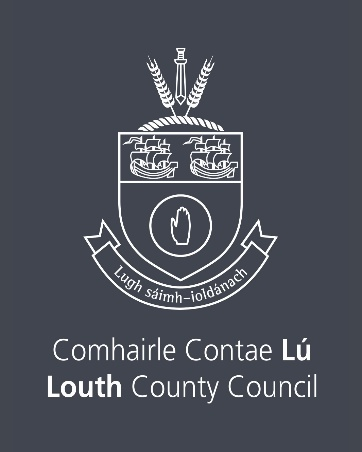 Lugh sáimh-ioldánach
Comhairle Contae Lú
Louth County Council